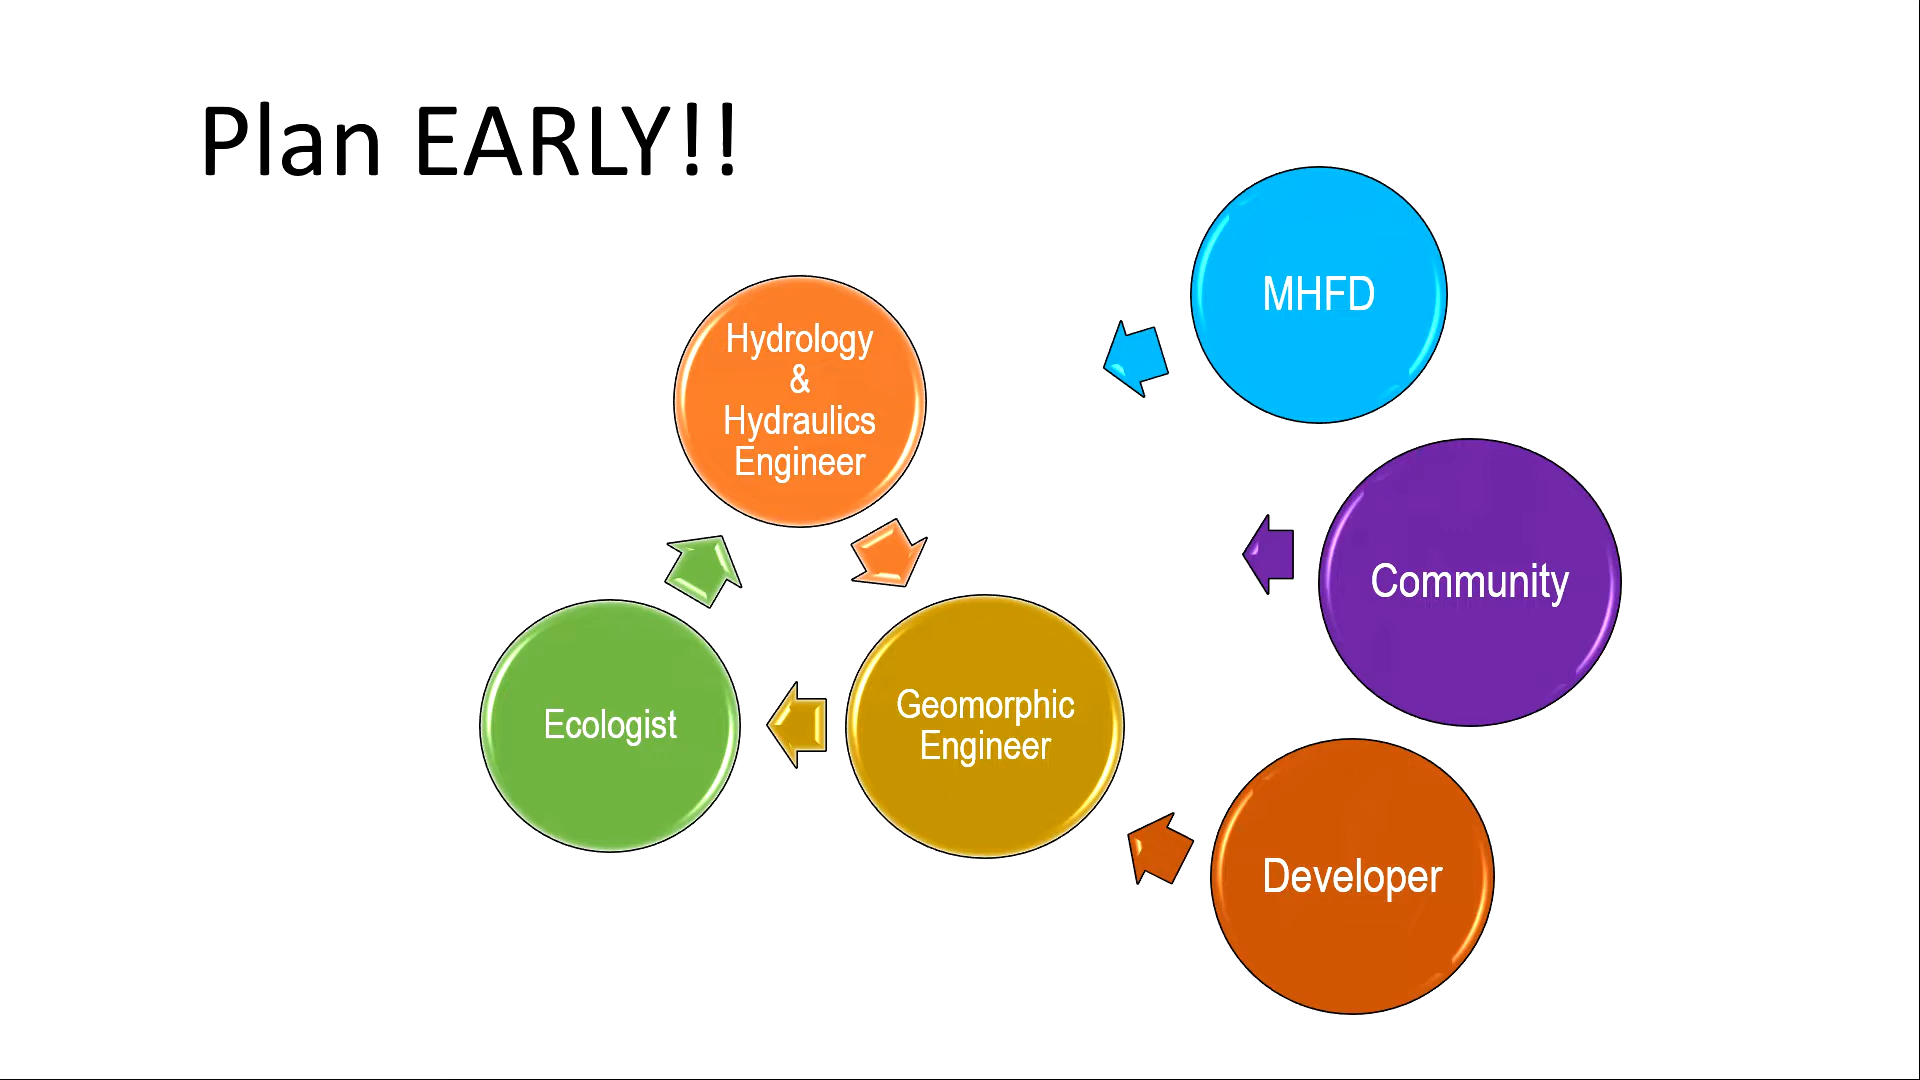 Plan EARLY!!
MHFD
Hydrology
&
Hydraulics
Engineer
Community
Ecologist
Geomorphic
Engineer
Developer